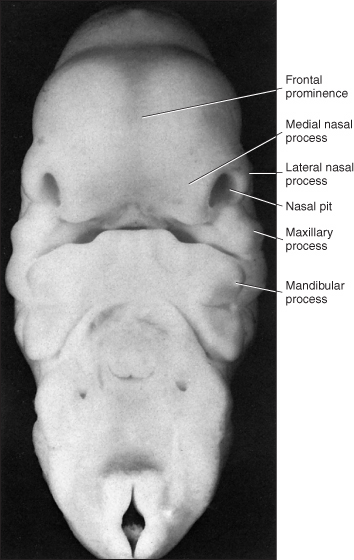 Frontal
prominence
Medial nasal
process
Lateral nasal
process
Nasal pit
Maxillary
process
Mandibular
process